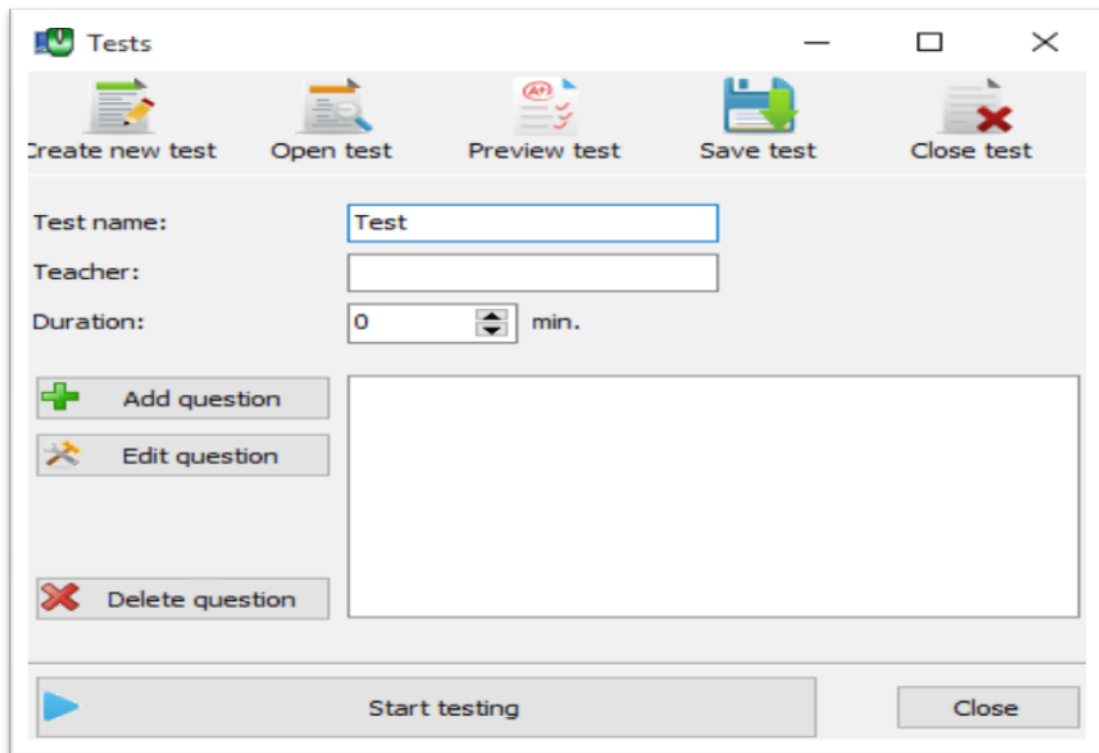 Tests
Create new test Open test Preview test Save test Close test
Test name: Test
Teacher:
Duration: 0 min.
Add question
Edit question
Delete question
Start testing Close